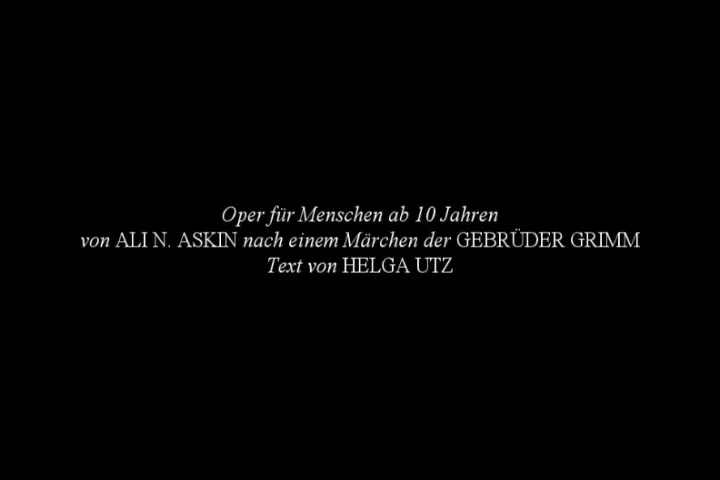 Oper für Menschen ab 10 Jahren
von ALI N. ASKIN nach einem Märchen der GEBRÜDER GRIMM
Text von HELGA UTZ